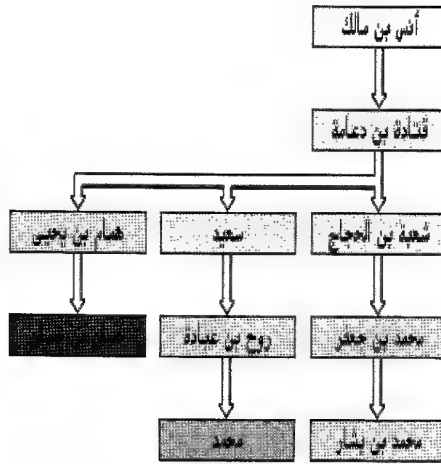 أنس بن مالك
قتادة بن دعامة
شعبة بن الحجاج
سعيد
همام بن يحيى
محمد بن جعفر
روح بن عبادة
محمد بن بشار
محمد